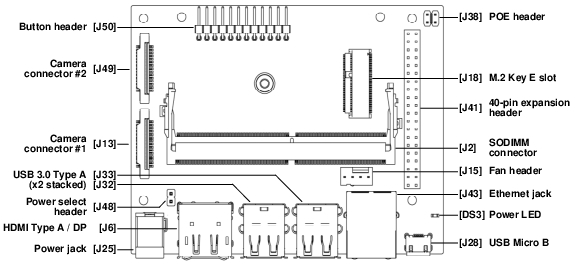 Button header [J50]
Camera
connector #2 [J49]
Camera
connector #1 [J13]
USB 3.0 Type A [J33]
(x2 stacked) [J32]
Power select
header [J48]
HDMI Type A / DP [J6]
Power jack [J25]
[J38] POE header
[J18] M.2 Key E slot
[J41] 40-pin expansion
header
[J2] SODIMM
connector
[J15] Fan header
[J43] Ethernet jack
[DS3] Power LED
[J28] USB Micro B